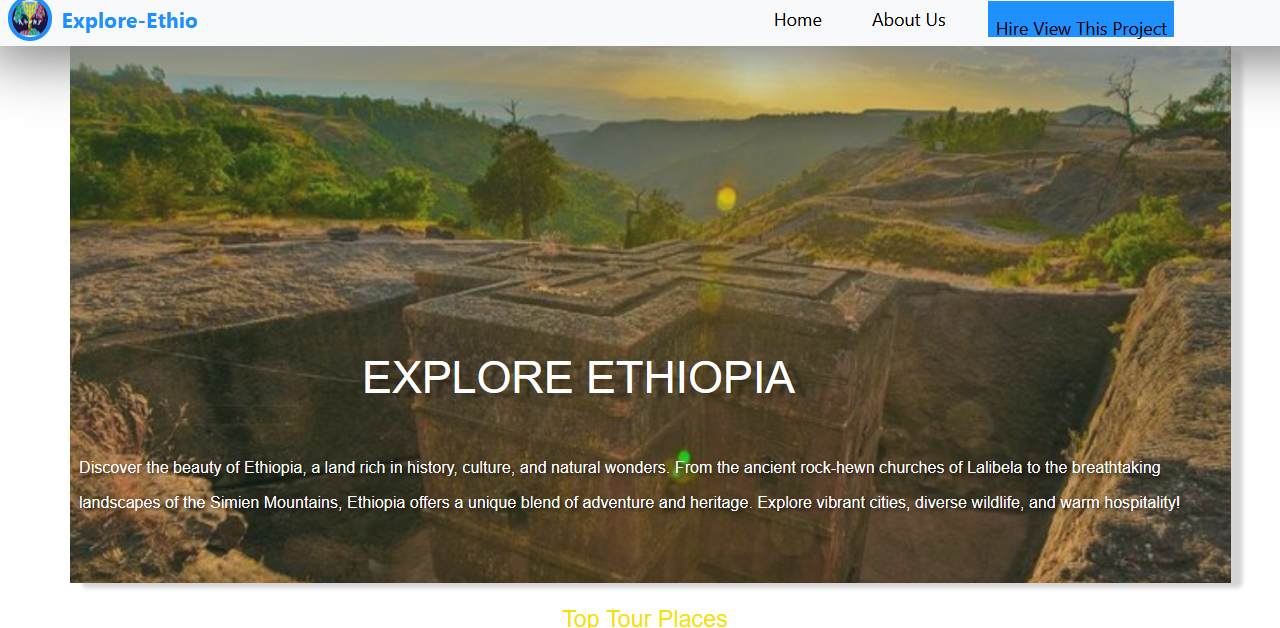 Explore-Ethio
Home
About Us
Hire View This Project
EXPLORE ETHIOPIA
Discover the beauty of Ethiopia, a land rich in history, culture, and natural wonders. From the ancient rock-hewn churches of Lalibela to the breathtaking
landscapes of the Simien Mountains, Ethiopia offers a unique blend of adventure and heritage. Explore vibrant cities, diverse wildlife, and warm hospitality!
Top Tour Places